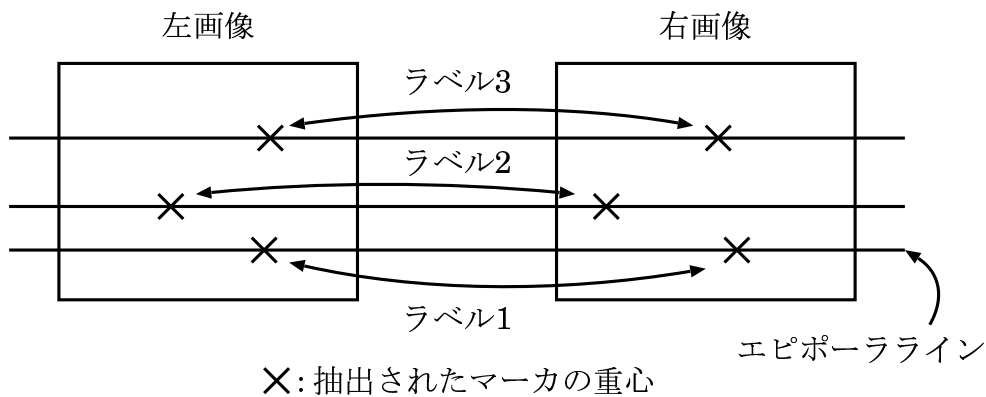 左画像
右画像
ラベル3
ラベル2
ラベル1
エピポーラライン
×: 抽出されたマーカの重心